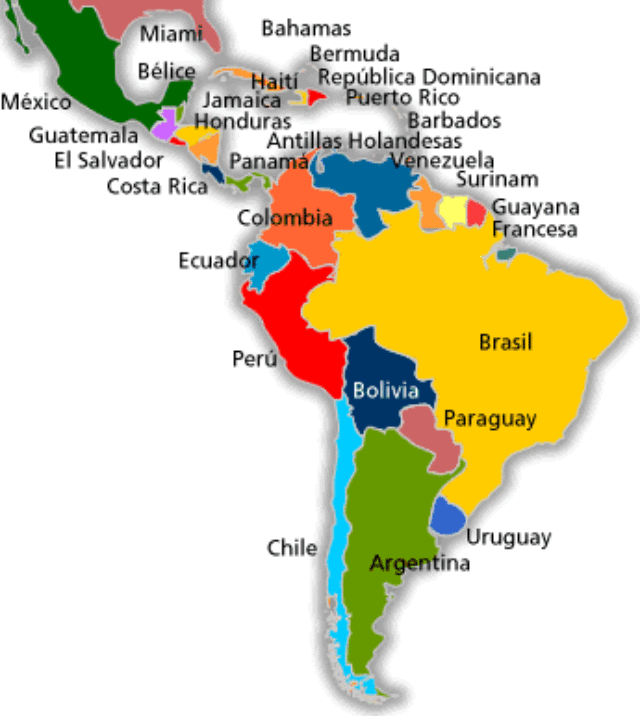 Miami
Bahamas
Bermuda
Bélice
Haití
República Dominicana
México
Jamaica
Puerto Rico
Honduras
Barbados
Guatemala
Antillas Holandesas
El Salvador
Panamá
Venezuela
Costa Rica
Surinam
Colombia
Guayana
Francesa
Ecuador
Brasil
Perú
Bolivia
Paraguay
Uruguay
Chile
Argentina